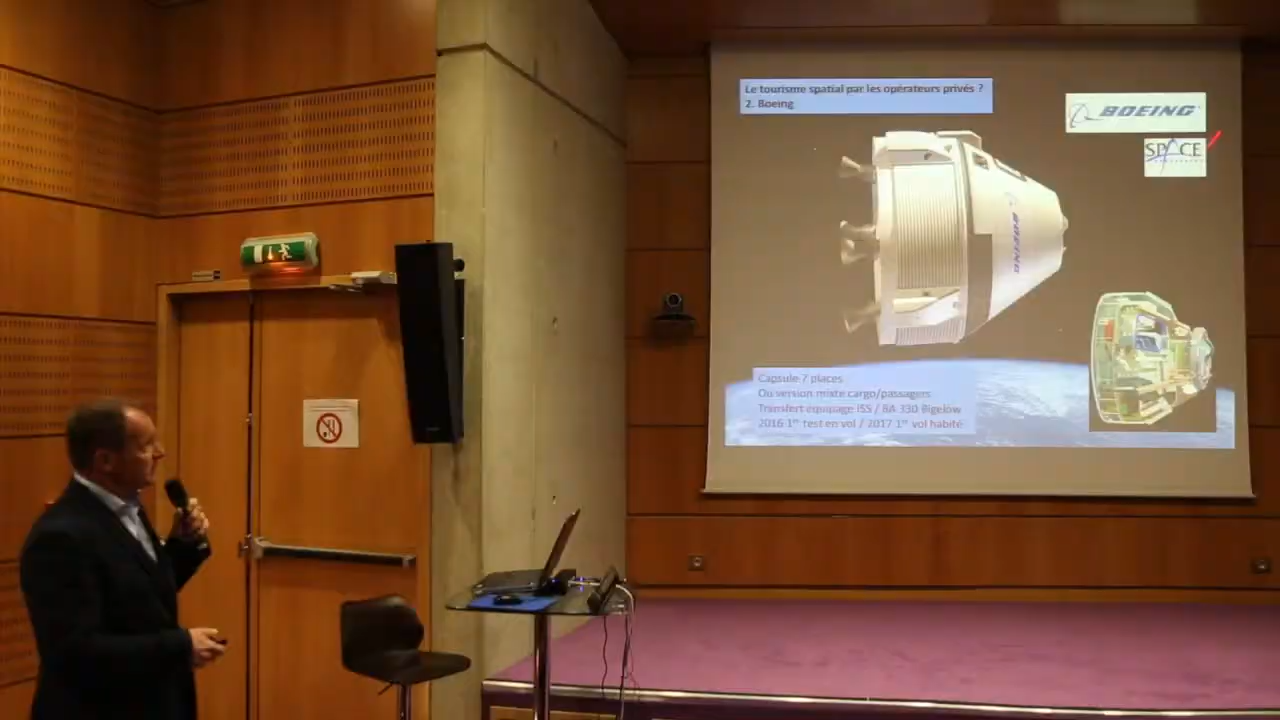 Le tourisme spatial par les opérateurs privés ?
2. Boeing
BOEING
SPACE
BOEING
Capsule 7 places
Ou version mixte cargo/passagers
Transfert équipage ISS / BA 330 Bigelow
2016 1er test en vol / 2017 1er vol habité